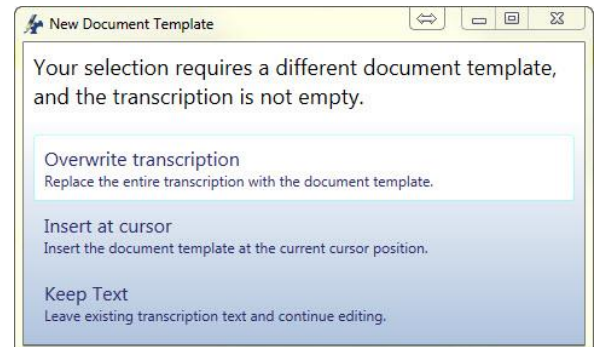 New Document Template
Your selection requires a different document template,
and the transcription is not empty.
Overwrite transcription
Replace the entire transcription with the document template.
Insert at cursor
Insert the document template at the current cursor position.
Keep Text
Leave existing transcription text and continue editing.